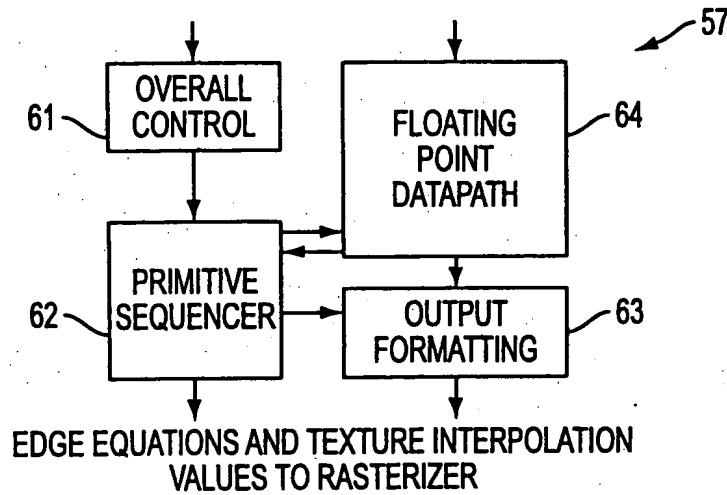 57
OVERALL
CONTROL
61
FLOATING
POINT
DATAPATH
64
PRIMITIVE
SEQUENCER
62
OUTPUT
FORMATTING
63
EDGE EQUATIONS AND TEXTURE INTERPOLATION
VALUES TO RASTERIZER